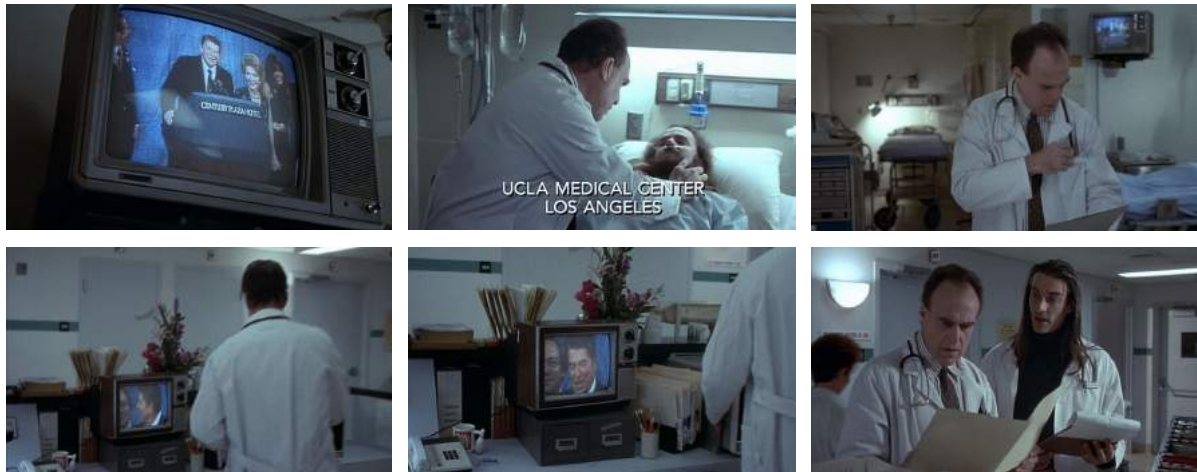 CENTURY PLAZA HOTEL
UCLA MEDICAL CENTER
LOS ANGELES